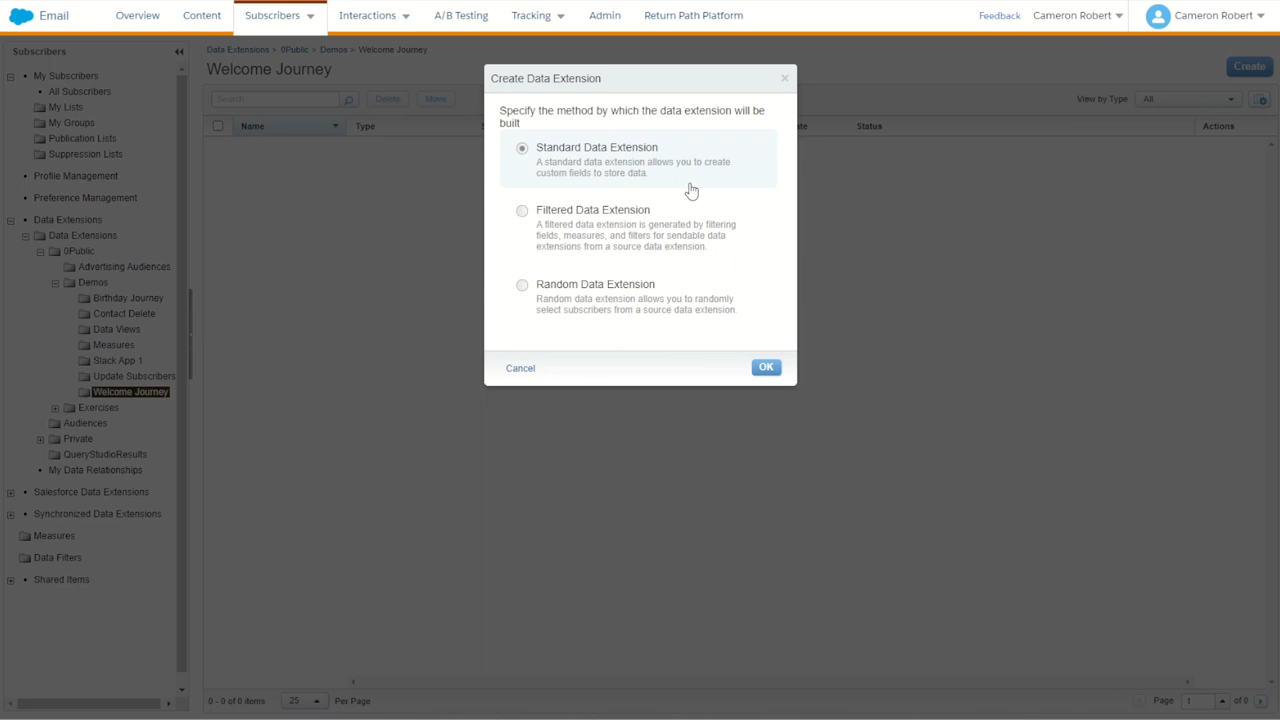 Email
Overview
Content
Subscribers
Interactions
A/B Testing
Tracking
Admin
Return Path Platform
Feedback
Cameron Robert
Cameron Robert
Subscribers
My Subscribers
All Subscribers
My Lists
My Groups
Publication Lists
Suppression Lists
Profile Management
Preference Management
Data Extensions
Data Extensions
0Public
Advertising Audiences
Demos
Birthday Journey
Contact Delete
Data Views
Measures
Slack App 1
Update Subscribers
Welcome Journey
Exercises
Audiences
Private
QueryStudioResults
My Data Relationships
Salesforce Data Extensions
Synchronized Data Extensions
Measures
Data Filters
Shared Items
Data Extensions > 0Public > Demos > Welcome Journey
Welcome Journey
Create
Search
Delete
Move
View by Type
All
Name
Type
Status
Actions
Create Data Extension
×
Specify the method by which the data extension will be
built
Standard Data Extension
A standard data extension allows you to create
custom fields to store data.
Filtered Data Extension
A filtered data extension is generated by filtering
fields, measures, and filters for sendable data
extensions from a source data extension.
Random Data Extension
Random data extension allows you to randomly
select subscribers from a source data extension.
Cancel
OK
0 - 0 of 0 items
25
Per Page
Page
1
of 0